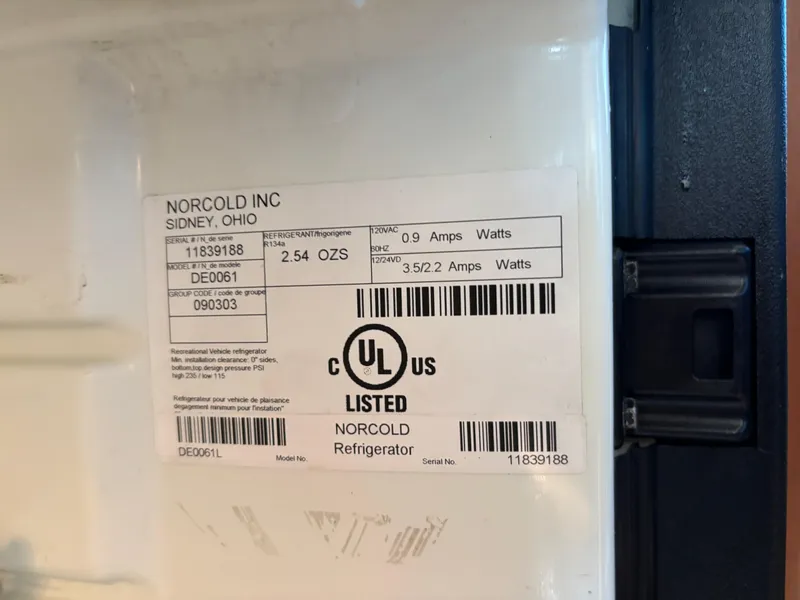 NORCOLD INC
SIDNEY, OHIO
SERIAL # / N_de serie
11839188
MODEL # / N_de modele
DE0061
GROUP CODE / code de groupe
090303
REFRIGERANT/frigorigene
R134a
2.54 OZS
120VAC
60HZ
0.9 Amps Watts
12/24VD
3.5/2.2 Amps Watts
Recreational Vehicle refrigerator
Min. installation clearance: 0" sides,
bottom,top,design pressure PSI
high 235 / low 115
Refrigerateur pour vehicle de plaisance
degagement minimum pour l'instation"
C UL US
LISTED
DE0061L
Model No.
NORCOLD
Refrigerator
Serial No.
11839188